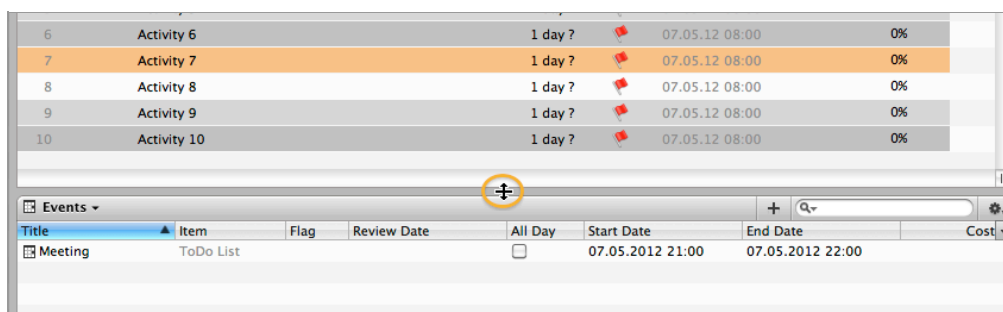 6 Activity 6 1 day ? 07.05.12 08:00 0%
7 Activity 7 1 day ? 07.05.12 08:00 0%
8 Activity 8 1 day ? 07.05.12 08:00 0%
9 Activity 9 1 day ? 07.05.12 08:00 0%
10 Activity 10 1 day ? 07.05.12 08:00 0%
Events
Title Item Flag Review Date All Day Start Date End Date Cost
Meeting ToDo List 07.05.2012 21:00 07.05.2012 22:00